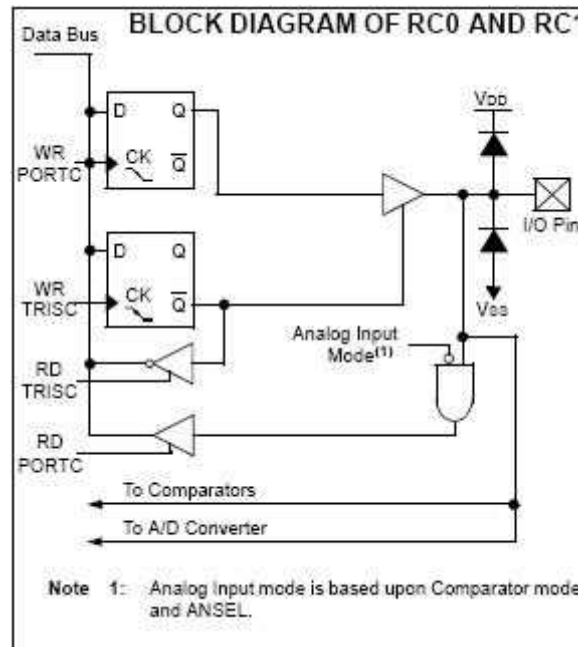 BLOCK DIAGRAM OF RC0 AND RC1
Data Bus
D Q
WR
PORTC
CK Q
VDD
I/O Pin
VSS
D Q
WR
TRISC
CK Q
Analog Input
Mode(1)
RD
TRISC
RD
PORTC
To Comparators
To A/D Converter
Note 1: Analog Input mode is based upon Comparator mode
and ANSEL.